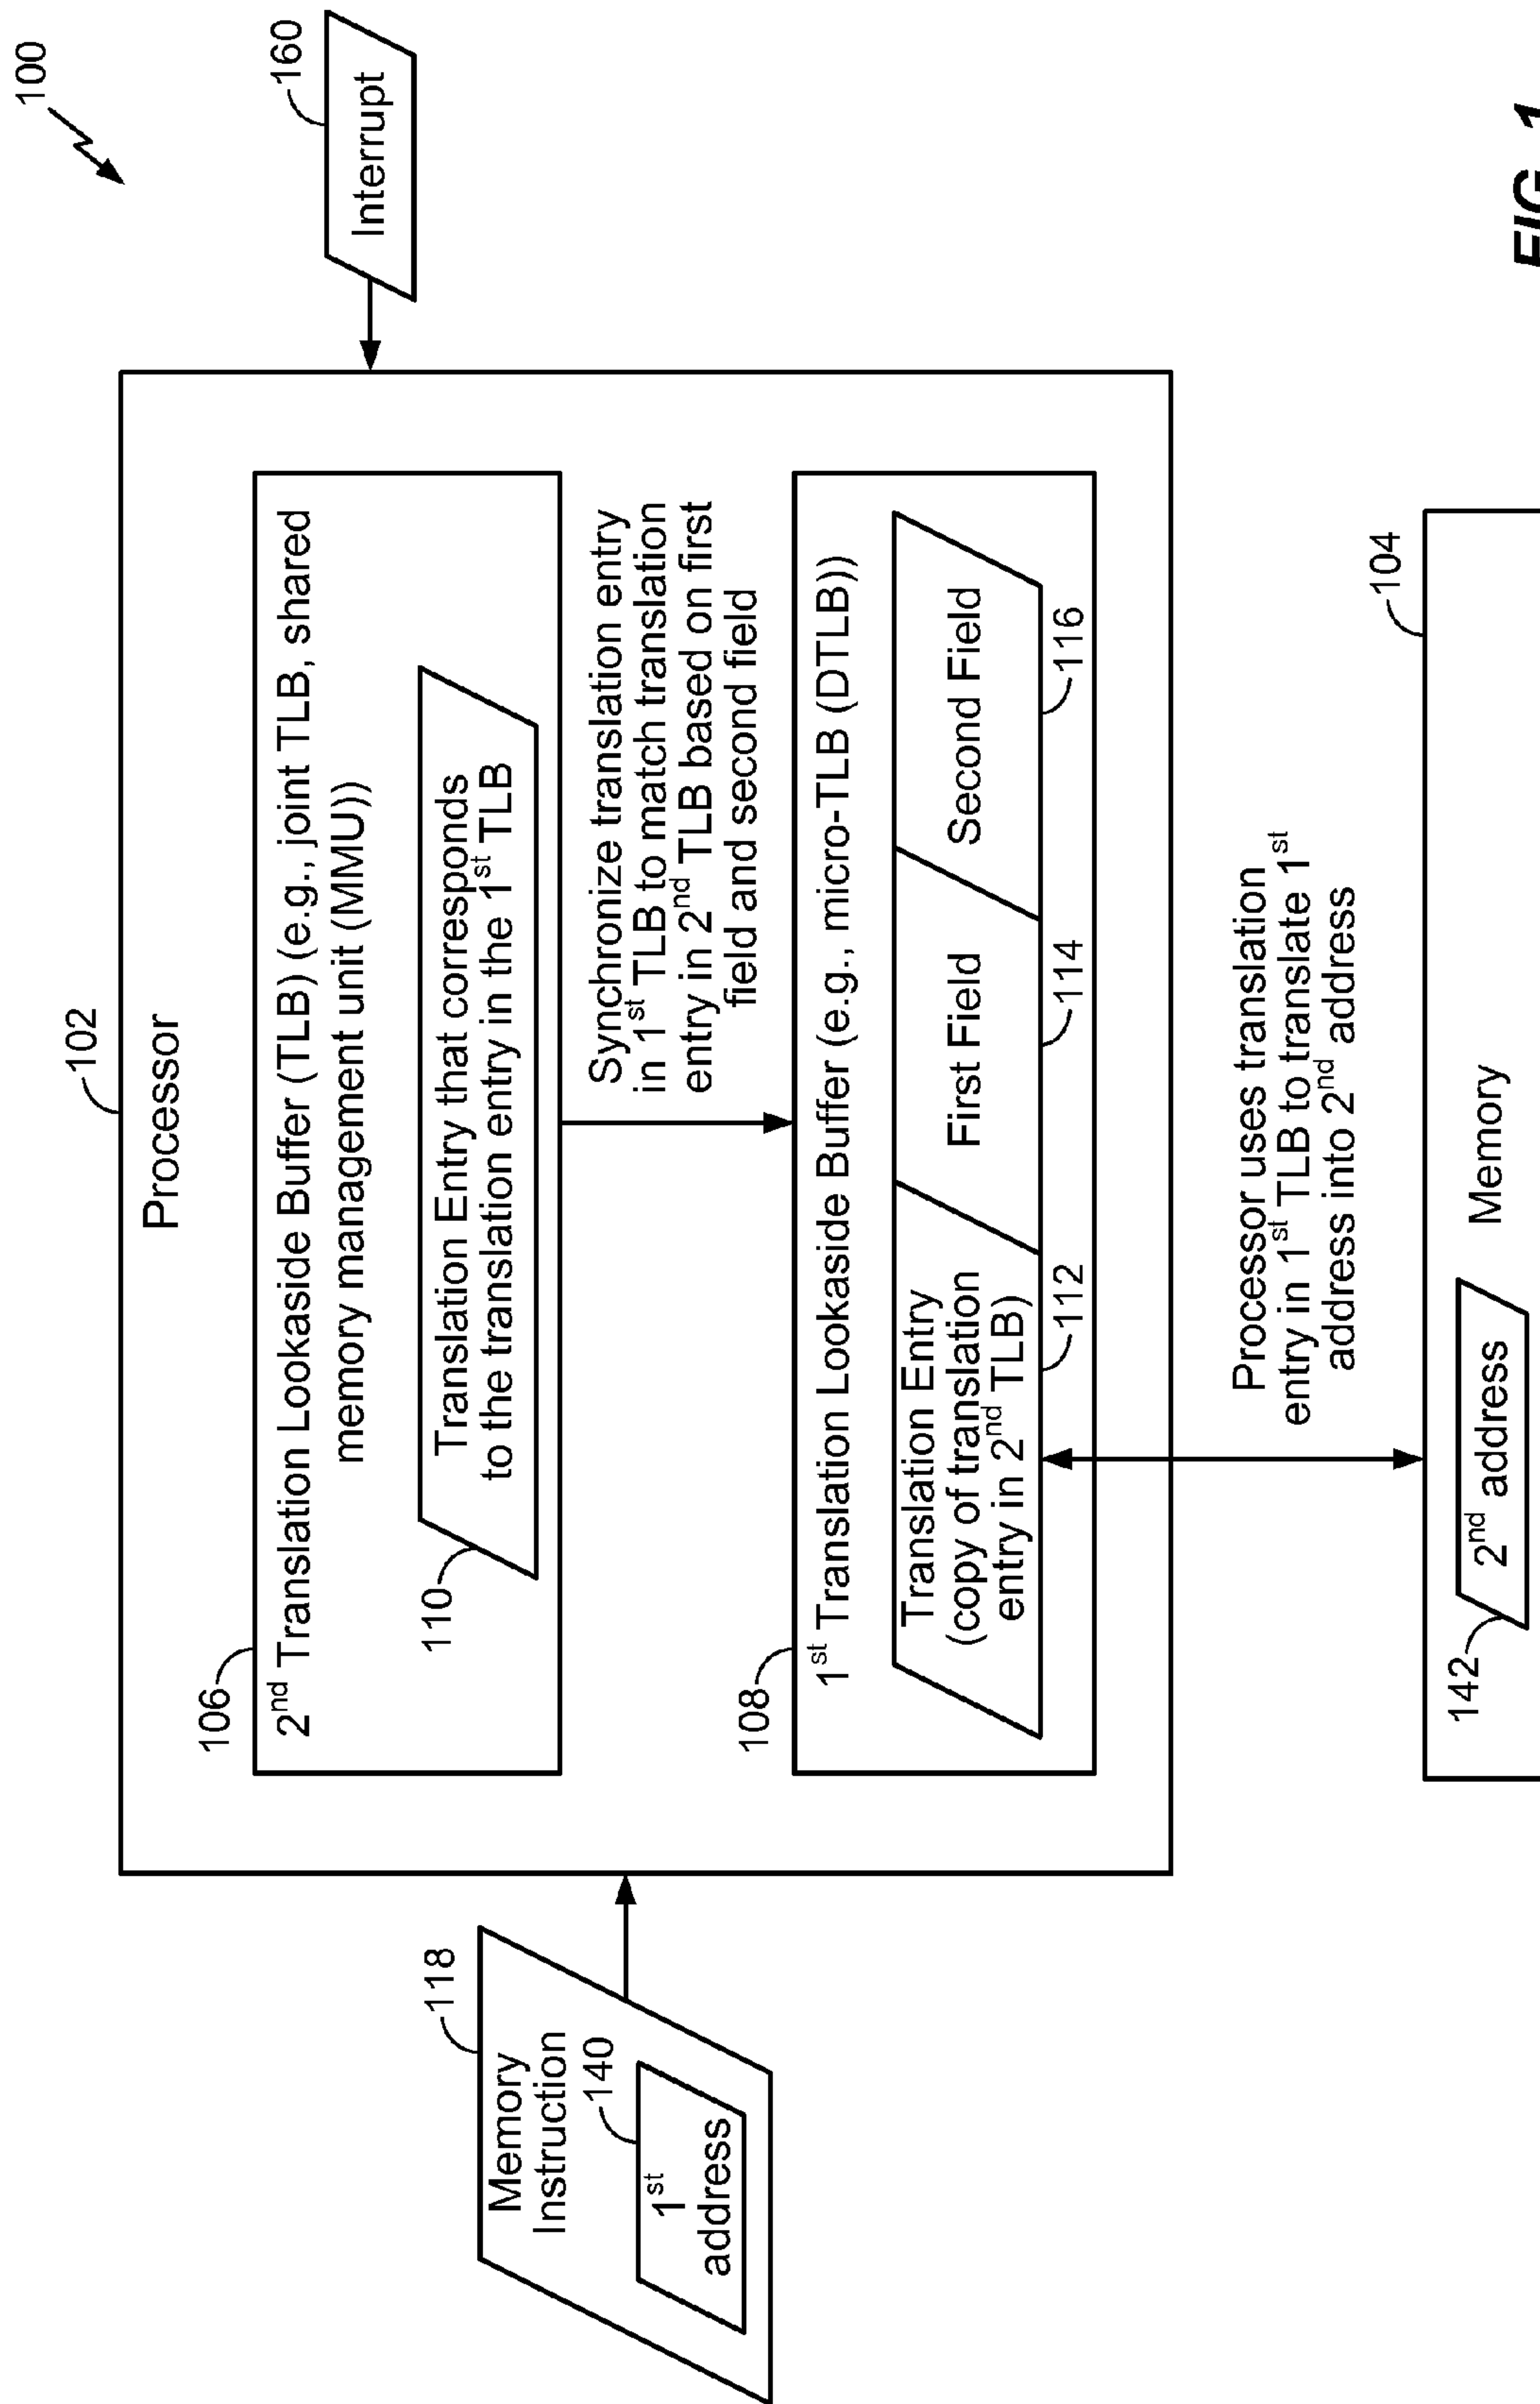 100
102
Processor
160
Interrupt
106
2nd Translation Lookaside Buffer (TLB) (e.g., joint TLB, shared
memory management unit (MMU))
110
Translation Entry that corresponds
to the translation entry in the 1st TLB
118
Memory
Instruction
140
1st
address
Synchronize translation entry
in 1st TLB to match translation
entry in 2nd TLB based on first
field and second field
108
1st Translation Lookaside Buffer (e.g., micro-TLB (DTLB))
Translation Entry
(copy of translation
entry in 2nd TLB)
First Field
Second Field
112
114
116
Processor uses translation
entry in 1st TLB to translate 1st
address into 2nd address
104
Memory
142
2nd address
FIG. 1